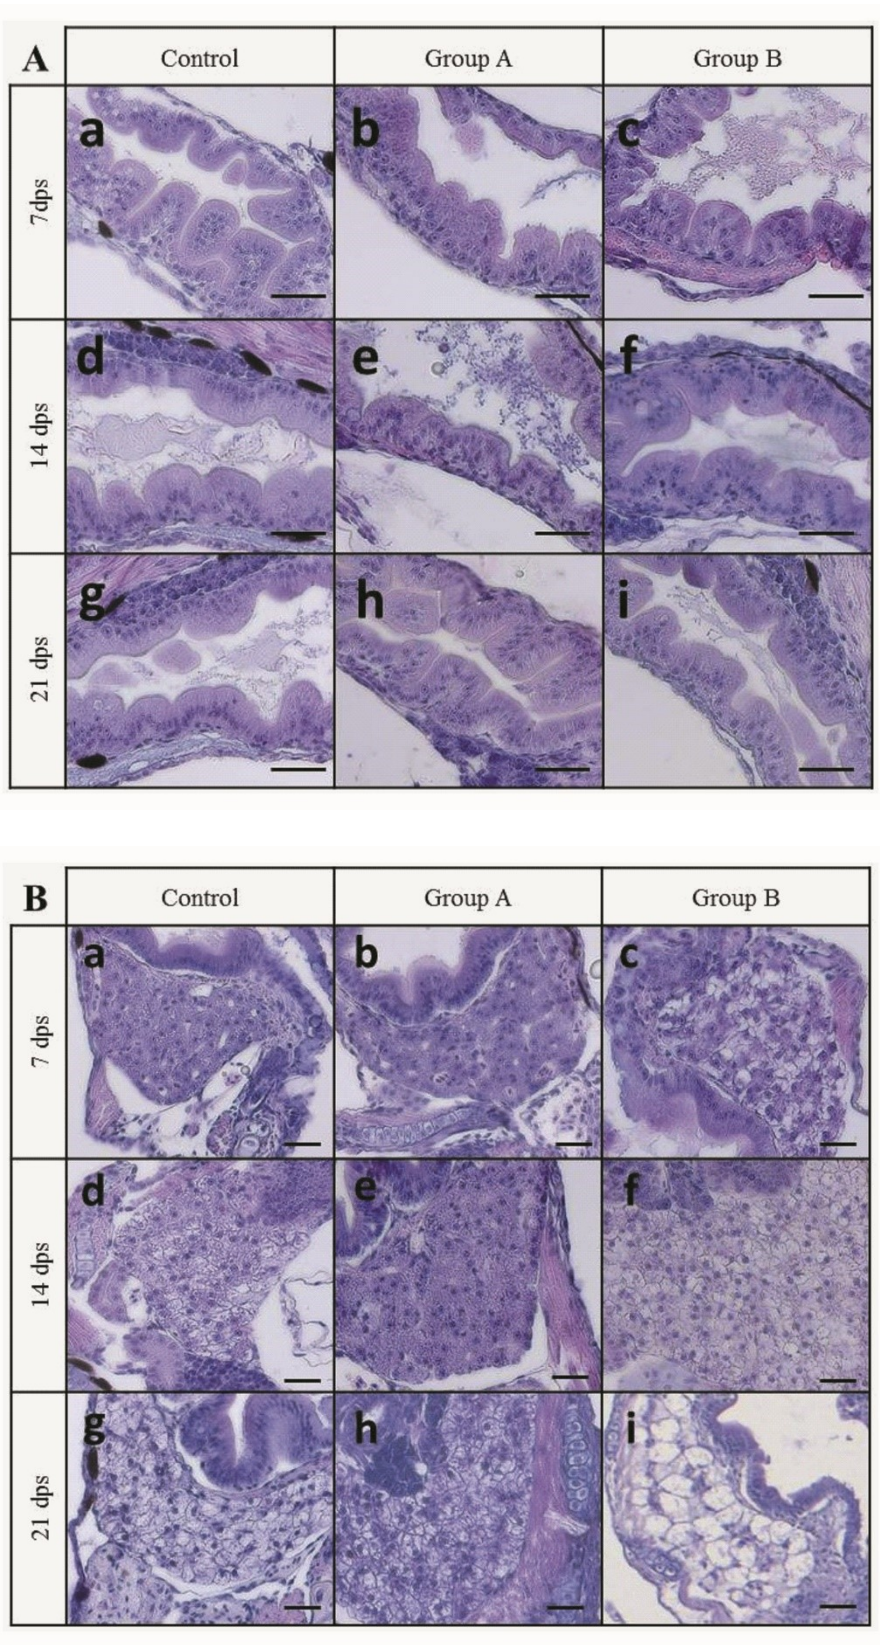 A Control Group A Group B
7dps a b c
14 dps d e f
21 dps g h i
B Control Group A Group B
7 dps a b c
14 dps d e f
21 dps g h i